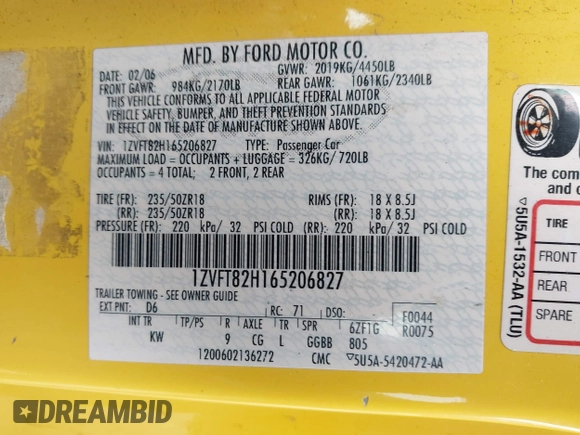 MFD. BY FORD MOTOR CO.
DATE: 02/06 GVWR: 2019KG/4450LB
FRONT GAWR: 984KG/2170LB REAR GAWR: 1061KG/2340LB
THIS VEHICLE CONFORMS TO ALL APPLICABLE FEDERAL MOTOR
VEHICLE SAFETY, BUMPER, AND THEFT PREVENTION STANDARDS
IN EFFECT ON THE DATE OF MANUFACTURE SHOWN ABOVE.
VIN: 1ZVFT82H165206827 TYPE: Passenger Car
MAXIMUM LOAD = OCCUPANTS + LUGGAGE = 326KG/720LB
OCCUPANTS = 4 TOTAL; 2 FRONT, 2 REAR
TIRE (FR): 235/50ZR18 RIMS (FR): 18 X 8.5J
(RR): 235/50ZR18 (RR): 18 X 8.5J
PRESSURE (FR): 220 kPa/ 32 PSI COLD (RR): 220 kPa/ 32 PSI COLD
1ZVFT82H165206827
TRAILER TOWING - SEE OWNER GUIDE
EXT PNT: D6 RC: 71 DSO: F0044
INT TR TP/PS R AXLE TR SPR 6ZF1G R0075
KW 9 CG L GGBB 805
1200602136272 CMC ▽5U5A-5420472-AA
The com
and c
TIRE
FRONT
REAR
SPARE
▽5U5A-1532-AA (TLU)
DREAMBID